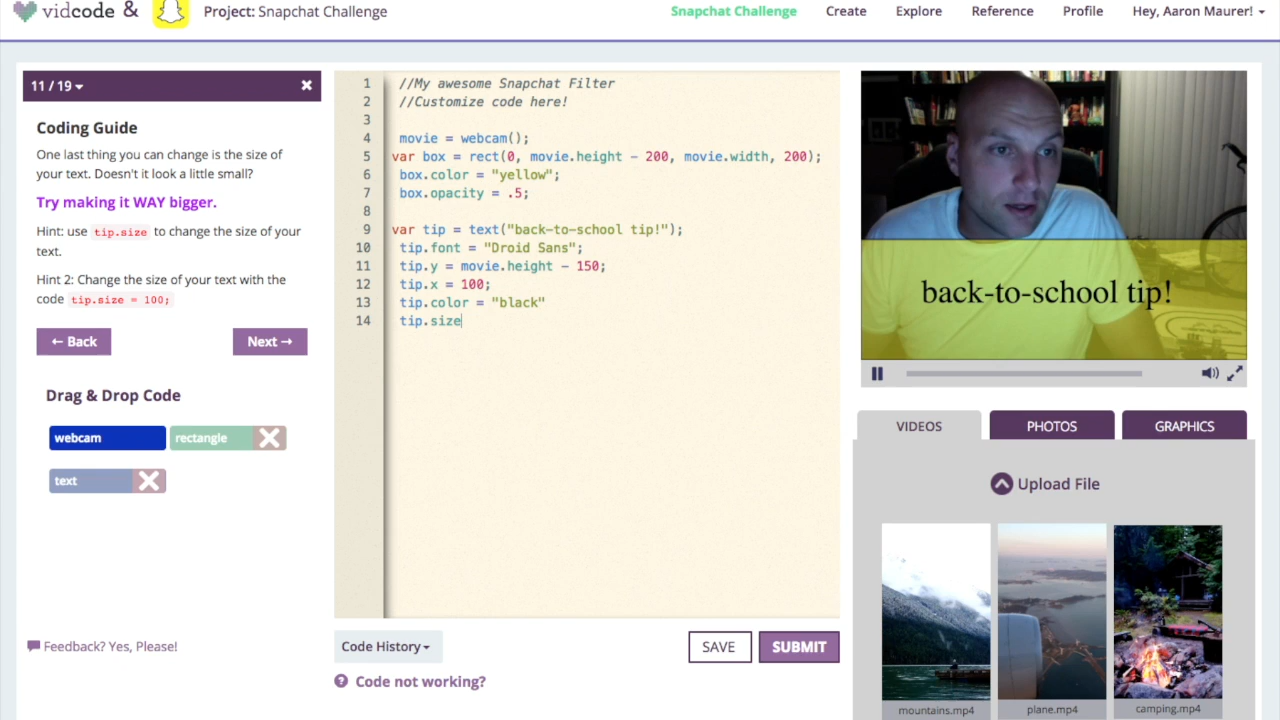 vidcode & Project: Snapchat Challenge
Snapchat Challenge Create Explore Reference Profile Hey, Aaron Maurer!
11 / 19
Coding Guide
One last thing you can change is the size of
your text. Doesn't it look a little small?
Try making it WAY bigger.
Hint: use tip.size to change the size of your
text.
Hint 2: Change the size of your text with the
code tip.size = 100;
← Back
Next →
Drag & Drop Code
webcam
rectangle
text
Feedback? Yes, Please!
1 //My awesome Snapchat Filter
2 //Customize code here!
3
4 movie = webcam();
5 var box = rect(0, movie.height - 200, movie.width, 200);
6 box.color = "yellow";
7 box.opacity = .5;
8
9 var tip = text("back-to-school tip!");
10 tip.font = "Droid Sans";
11 tip.y = movie.height - 150;
12 tip.x = 100;
13 tip.color = "black"
14 tip.size
Code History
SAVE
SUBMIT
Code not working?
back-to-school tip!
VIDEOS
PHOTOS
GRAPHICS
Upload File
mountains.mp4
plane.mp4
camping.mp4